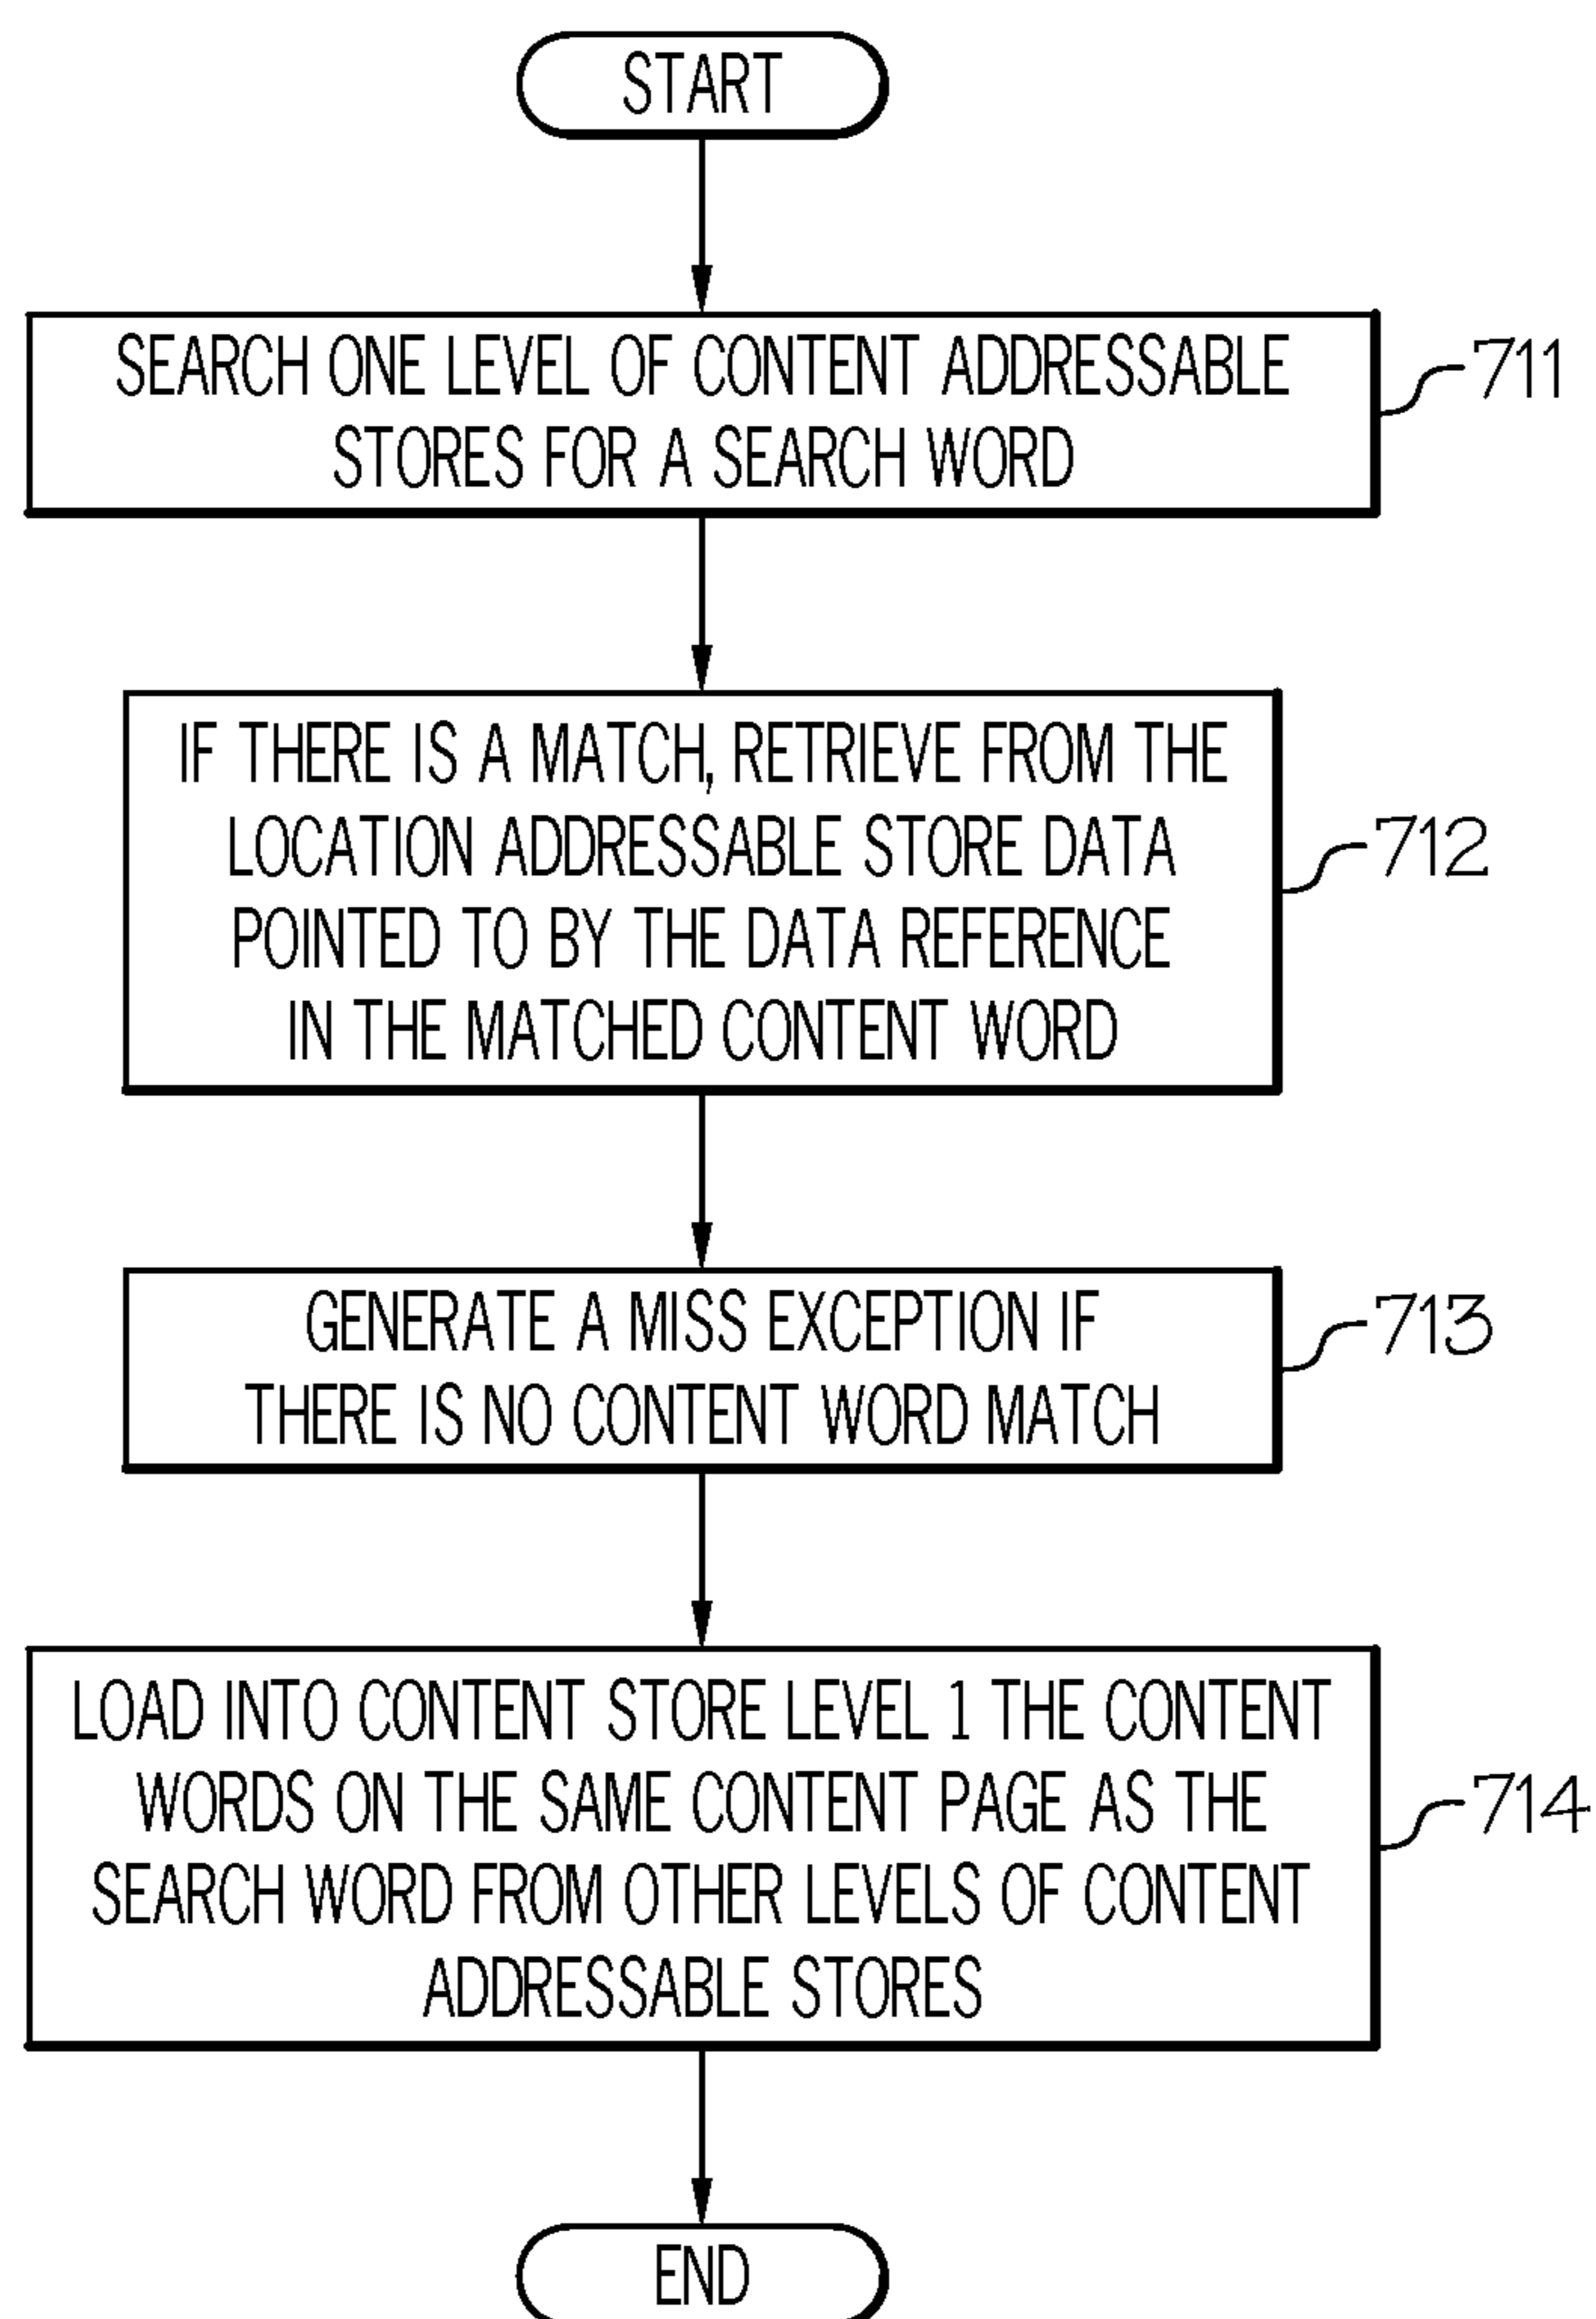 START
SEARCH ONE LEVEL OF CONTENT ADDRESSABLE
STORES FOR A SEARCH WORD
711
IF THERE IS A MATCH, RETRIEVE FROM THE
LOCATION ADDRESSABLE STORE DATA
POINTED TO BY THE DATA REFERENCE
IN THE MATCHED CONTENT WORD
712
GENERATE A MISS EXCEPTION IF
THERE IS NO CONTENT WORD MATCH
713
LOAD INTO CONTENT STORE LEVEL 1 THE CONTENT
WORDS ON THE SAME CONTENT PAGE AS THE
SEARCH WORD FROM OTHER LEVELS OF CONTENT
ADDRESSABLE STORES
714
END